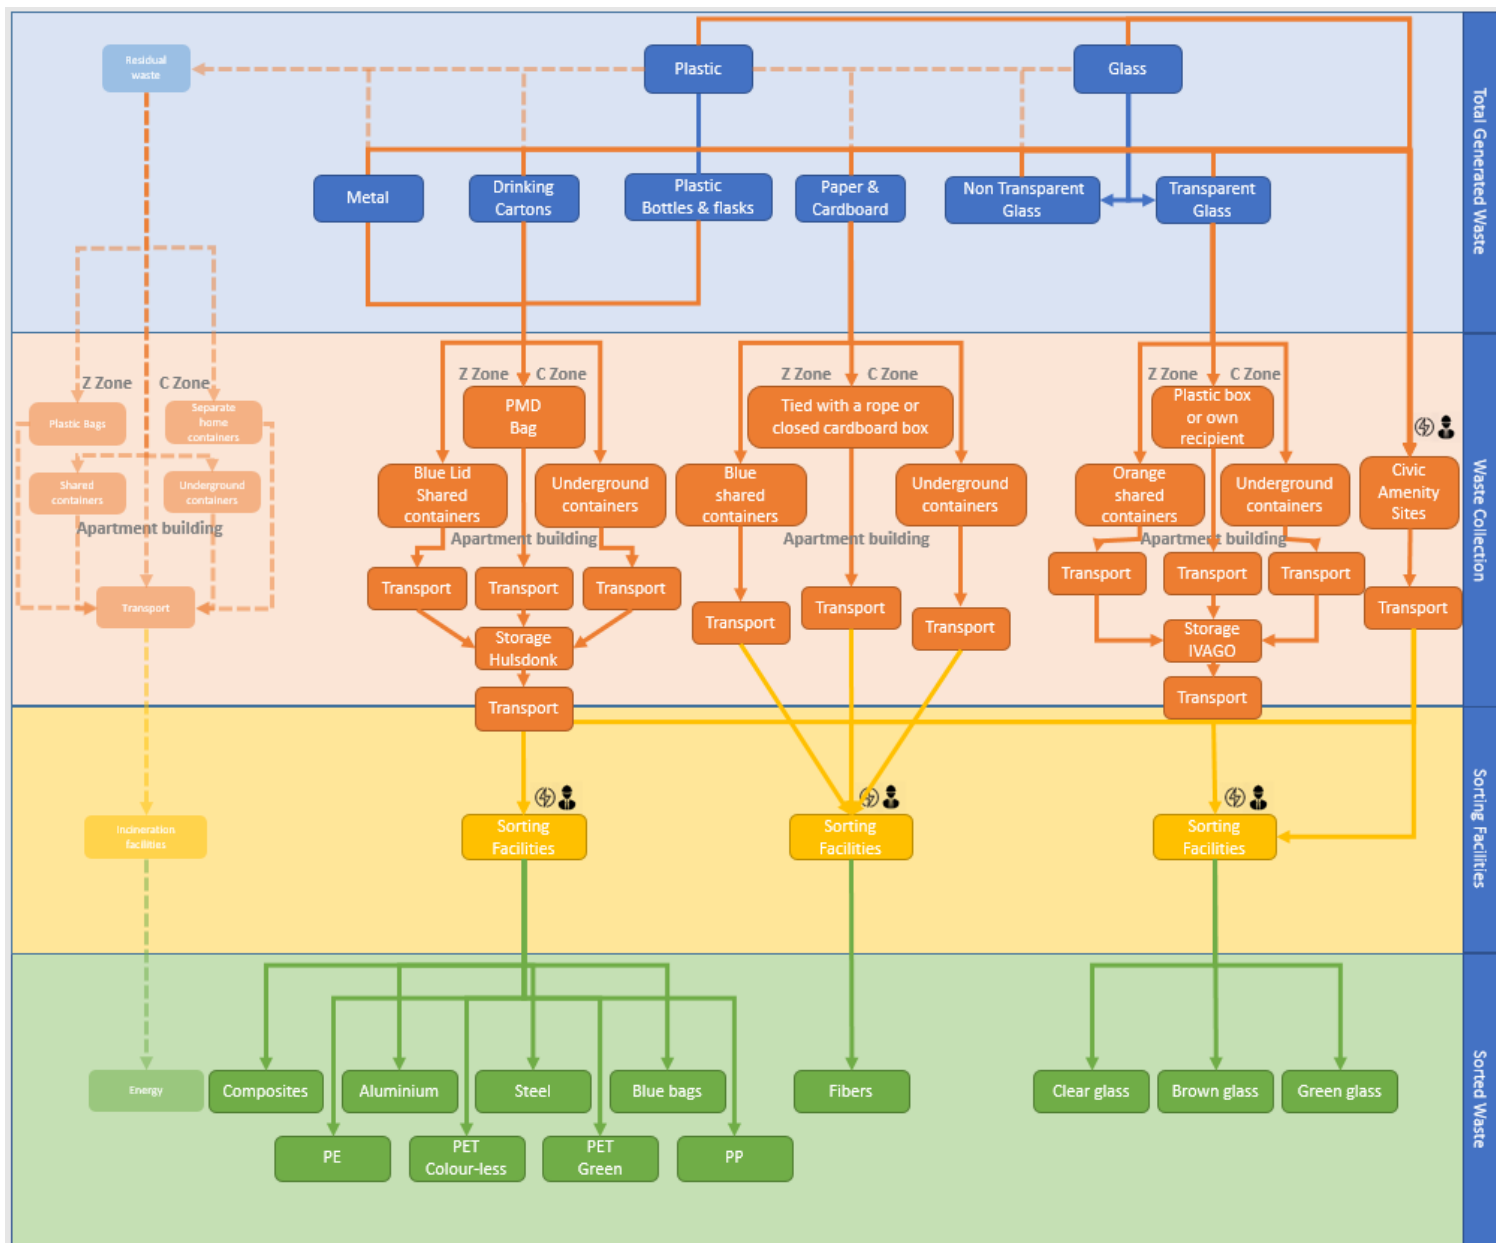 Residual
waste
Plastic
Glass
Metal
Drinking
Cartons
Plastic
Bottles & flasks
Paper &
Cardboard
Non Transparent
Glass
Transparent
Glass
Total Generated Waste
Z Zone
C Zone
Plastic Bags
Separate
home
containers
Shared
containers
Underground
containers
Apartment building
Transport
Z Zone
C Zone
PMD
Bag
Blue Lid
Shared
containers
Underground
containers
Apartment building
Transport
Transport
Transport
Storage
Hulsdonk
Transport
Z Zone
C Zone
Tied with a rope or
closed cardboard box
Blue
shared
containers
Underground
containers
Apartment building
Transport
Transport
Transport
Z Zone
C Zone
Plastic box
or own
recipient
Orange
shared
containers
Underground
containers
Apartment building
Transport
Transport
Transport
Storage
IVAGO
Transport
Civic
Amenity
Sites
Transport
Waste Collection
Incineration
facilities
Sorting
Facilities
Sorting
Facilities
Sorting
Facilities
Sorting Facilities
Energy
Composites
Aluminium
Steel
Blue bags
Fibers
Clear glass
Brown glass
Green glass
PE
PET
Colour-less
PET
Green
PP
Sorted Waste